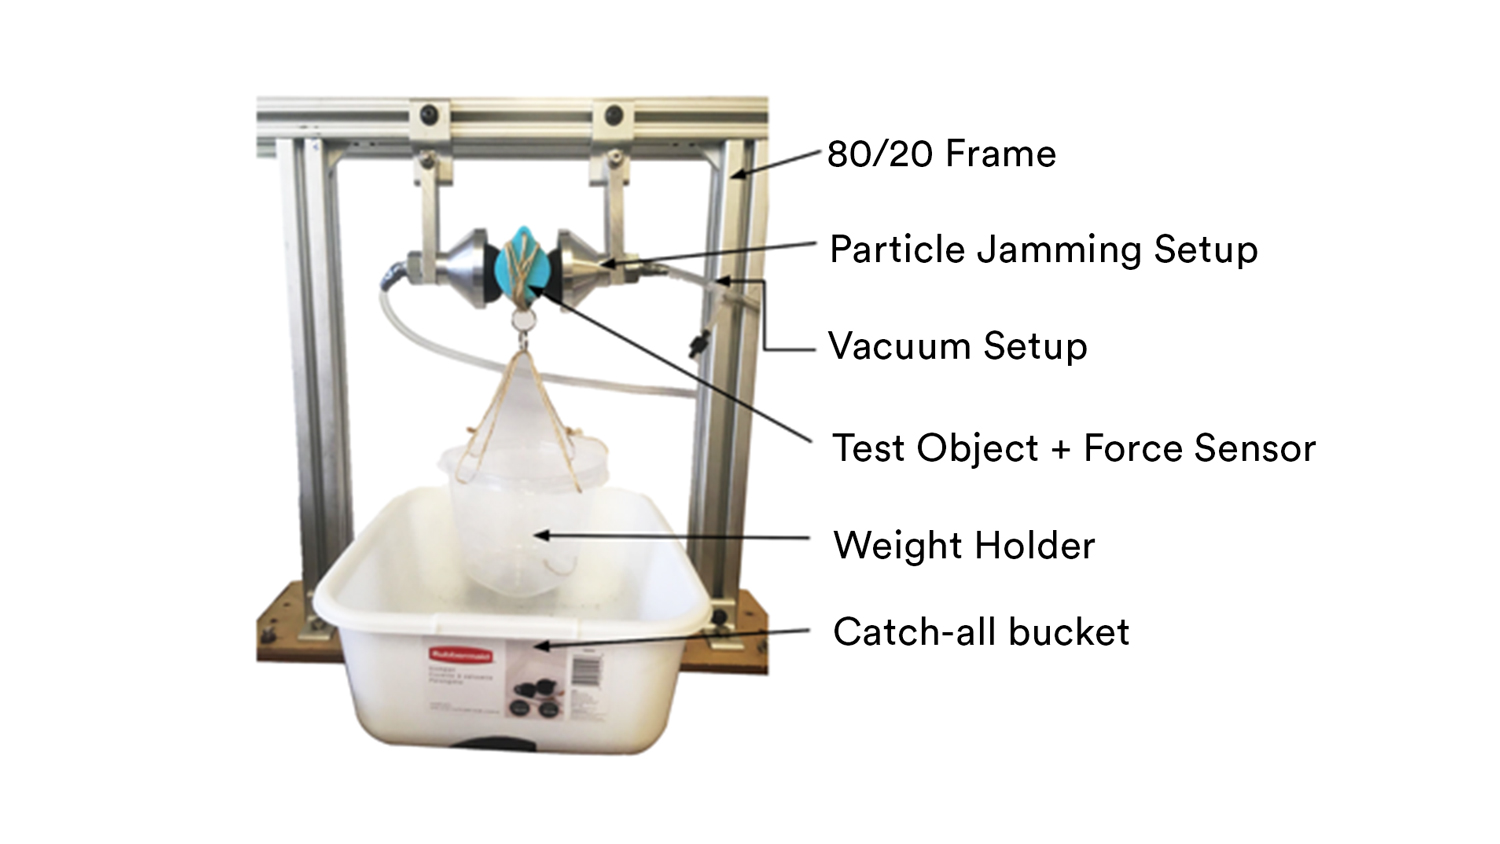 80/20 Frame
Particle Jamming Setup
Vacuum Setup
Test Object + Force Sensor
Weight Holder
Catch-all bucket
Rubbermaid